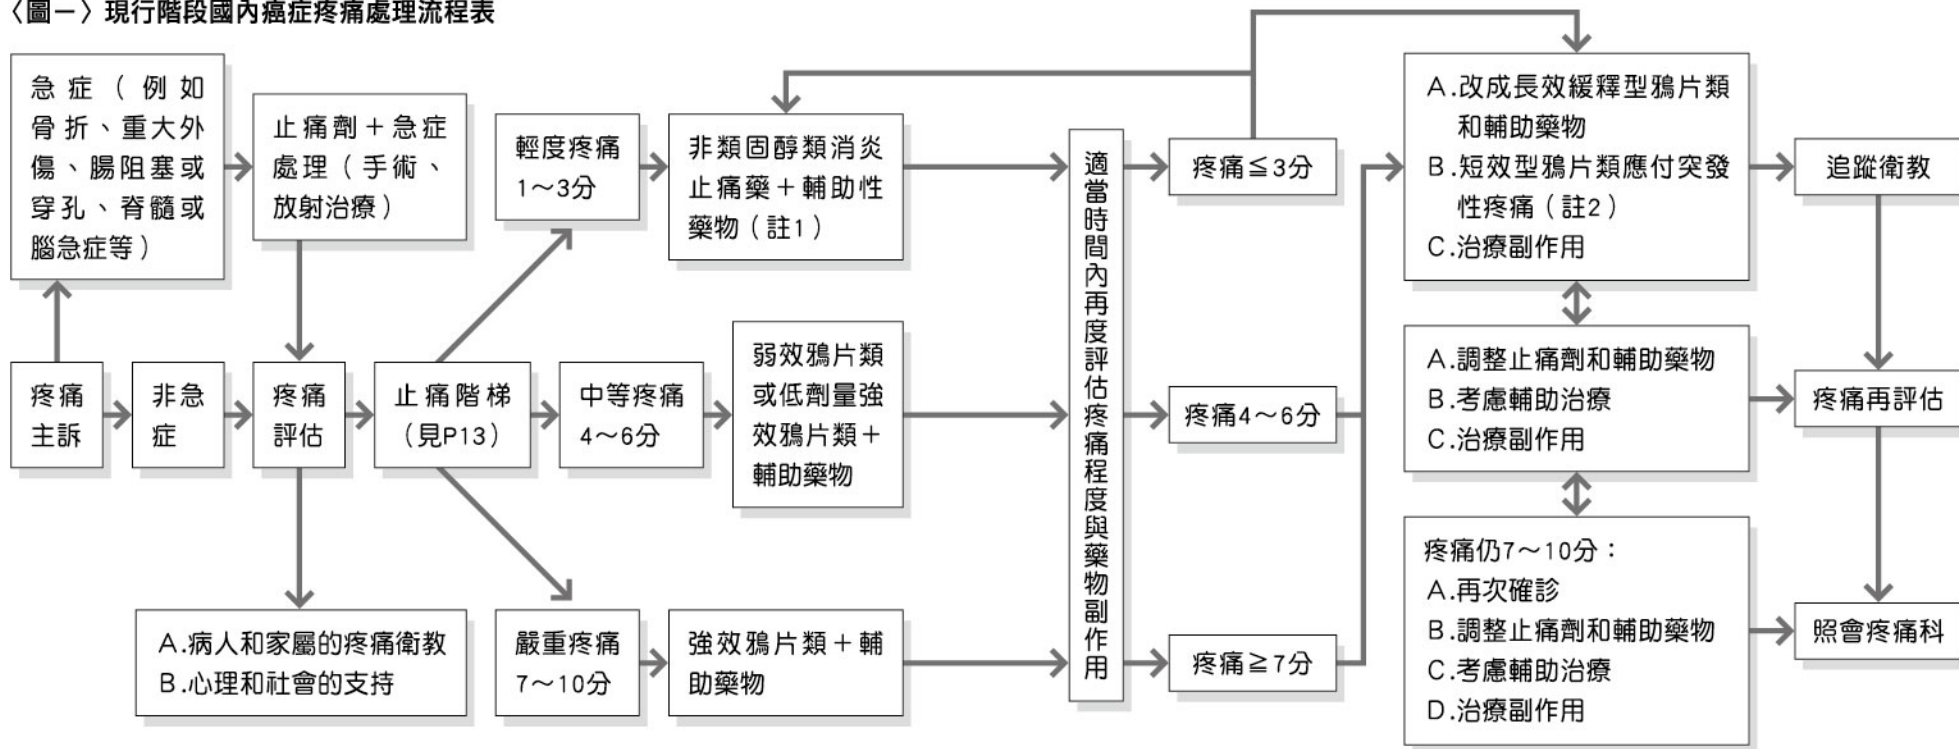 〈圖一〉現行階段國內癌症疼痛處理流程表
急症（例如
骨折、重大外
傷、腸阻塞或
穿孔、脊髓或
腦急症等）
止痛劑＋急症
處理（手術、
放射治療）
疼痛
主訴
非急
症
疼痛
評估
A.病人和家屬的疼痛衛教
B.心理和社會的支持
止痛階梯
（見P13）
輕度疼痛
1～3分
非類固醇類消炎
止痛藥＋輔助性
藥物（註1）
中等疼痛
4～6分
弱效鴉片類
或低劑量強
效鴉片類＋
輔助藥物
嚴重疼痛
7～10分
強效鴉片類＋輔
助藥物
適當時間內再度評估疼痛程度與藥物副作用
疼痛≦3分
疼痛4～6分
疼痛≧7分
A.改成長效緩釋型鴉片類
和輔助藥物
B.短效型鴉片類應付突發
性疼痛（註2）
C.治療副作用
A.調整止痛劑和輔助藥物
B.考慮輔助治療
C.治療副作用
疼痛仍7～10分：
A.再次確診
B.調整止痛劑和輔助藥物
C.考慮輔助治療
D.治療副作用
追蹤衛教
疼痛再評估
照會疼痛科